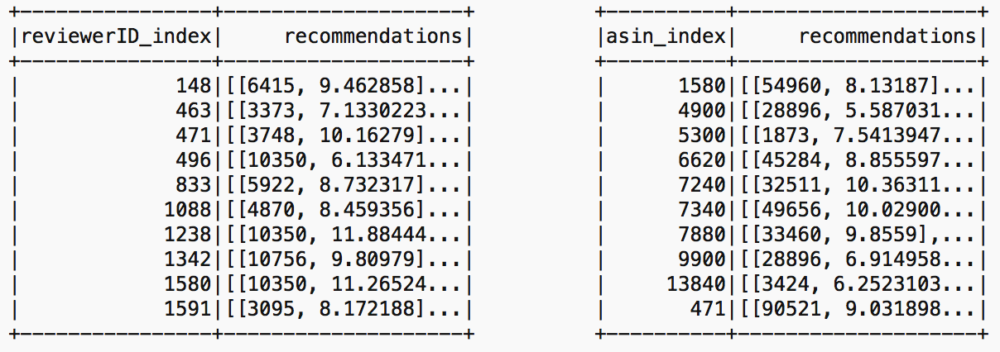 +----------------+--------------------+
|reviewerID_index|     recommendations|
+----------------+--------------------+
|             148|[[6415, 9.462858]...|
|             463|[[3373, 7.1330223...|
|             471|[[3748, 10.16279]...|
|             496|[[10350, 6.133471...|
|             833|[[5922, 8.732317]...|
|            1088|[[4870, 8.459356]...|
|            1238|[[10350, 11.88444...|
|            1342|[[10756, 9.80979]...|
|            1580|[[10350, 11.26524...|
|            1591|[[3095, 8.172188]...|
+----------------+--------------------+
+----------+--------------------+
|asin_index|     recommendations|
+----------+--------------------+
|      1580|[[54960, 8.13187]...|
|      4900|[[28896, 5.587031...|
|      5300|[[1873, 7.5413947...|
|      6620|[[45284, 8.855597...|
|      7240|[[32511, 10.36311...|
|      7340|[[49656, 10.02900...|
|      7880|[[33460, 9.8559],...|
|      9900|[[28896, 6.914958...|
|     13840|[[3424, 6.2523103...|
|       471|[[90521, 9.031898...|
+----------+--------------------+